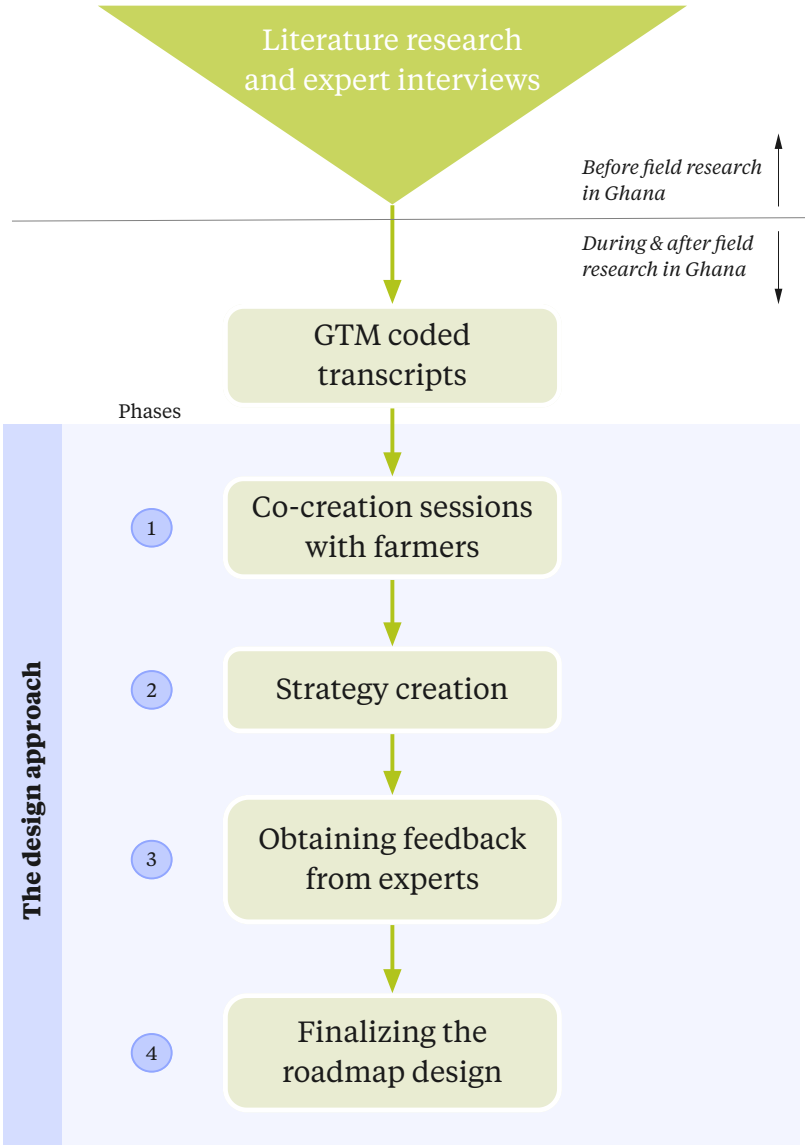 Literature research
and expert interviews
Before field research
in Ghana
During & after field
research in Ghana
GTM coded
transcripts
Phases
The design approach
1
Co-creation sessions
with farmers
2
Strategy creation
3
Obtaining feedback
from experts
4
Finalizing the
roadmap design